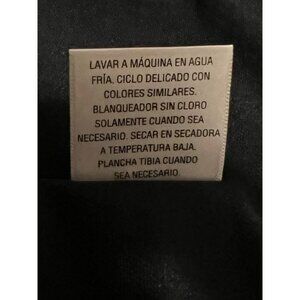 LAVAR A MÁQUINA EN AGUA
FRÍA. CICLO DELICADO CON
COLORES SIMILARES.
BLANQUEADOR SIN CLORO
SOLAMENTE CUANDO SEA
NECESARIO. SECAR EN SECADORA
A TEMPERATURA BAJA.
PLANCHA TIBIA CUANDO
SEA NECESARIO.